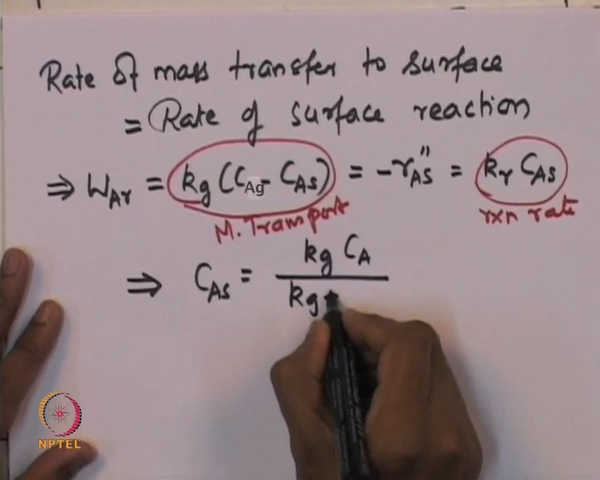 Rate of mass transfer to surface
= Rate of surface reaction
⇒ W_Ar = kg (C_Ag - C_As) = -r"_AS = k_r C_As
M. Transport rxn rate
⇒ C_As = kg C_A
kg
NPTEL